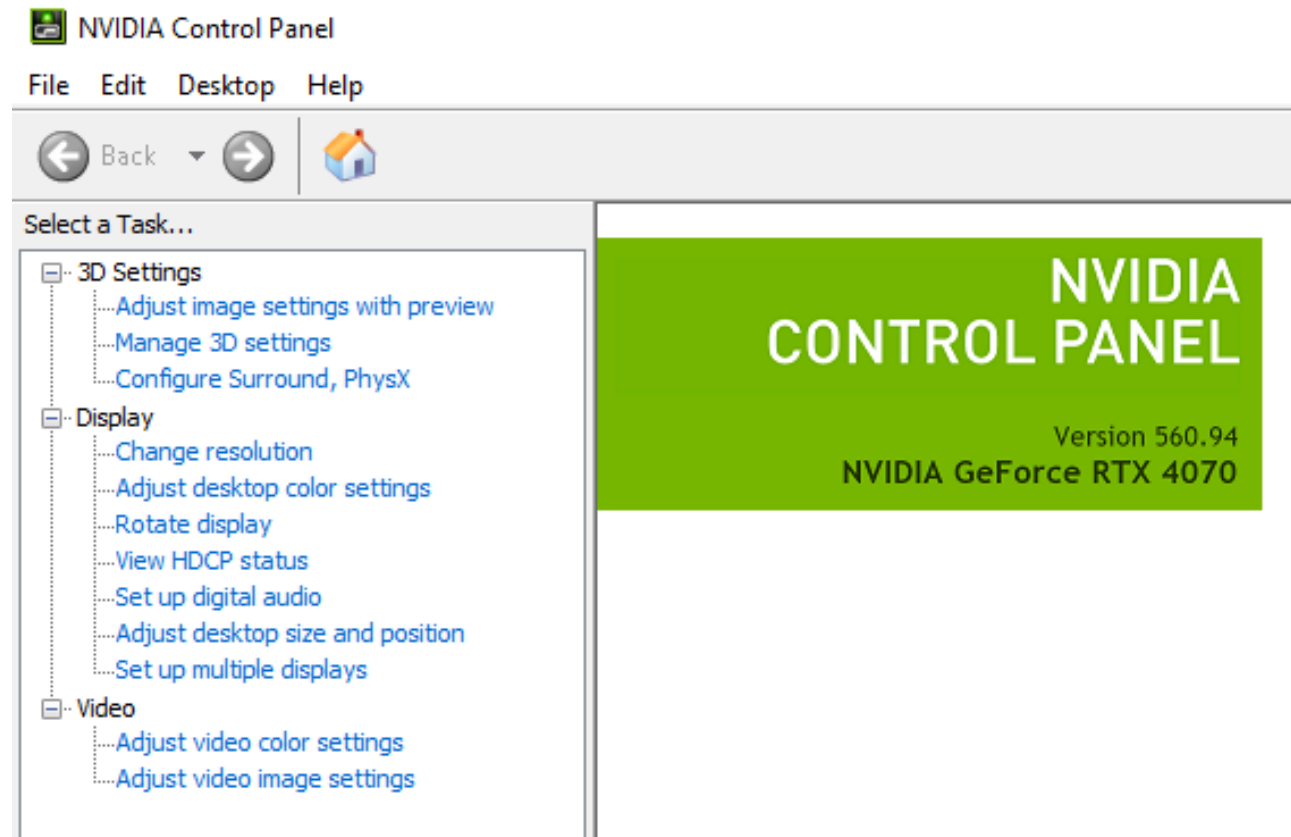 NVIDIA Control Panel
File Edit Desktop Help
Back
Select a Task...
3D Settings
Adjust image settings with preview
Manage 3D settings
Configure Surround, PhysX
Display
Change resolution
Adjust desktop color settings
Rotate display
View HDCP status
Set up digital audio
Adjust desktop size and position
Set up multiple displays
Video
Adjust video color settings
Adjust video image settings
NVIDIA
CONTROL PANEL
Version 560.94
NVIDIA GeForce RTX 4070